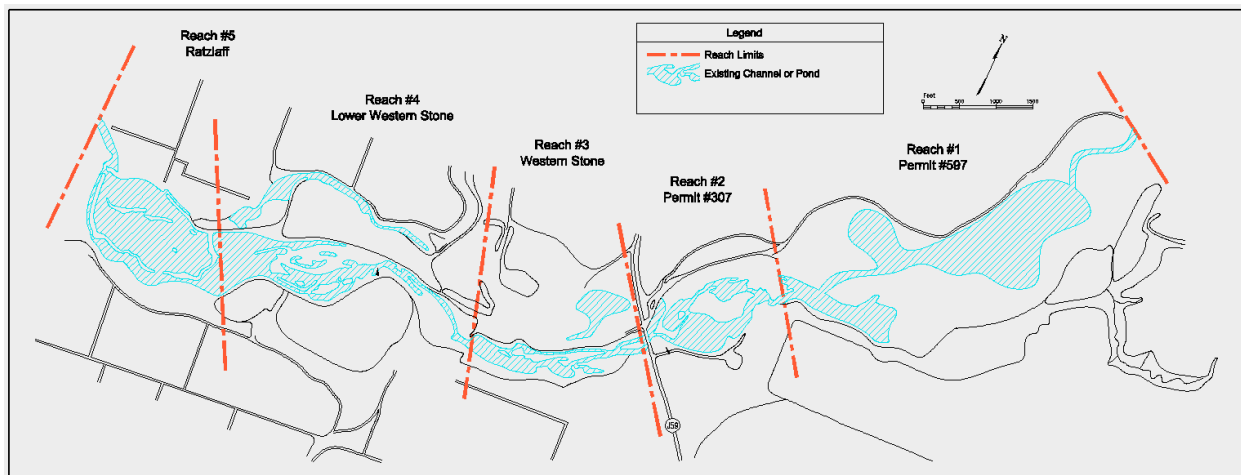 Reach #5
Ratzlaff
Reach #4
Lower Western Stone
Reach #3
Western Stone
Reach #2
Permit #307
Reach #1
Permit #597
Legend
Reach Limits
Existing Channel or Pond
N
Feet
0 500 1000 1500
J59